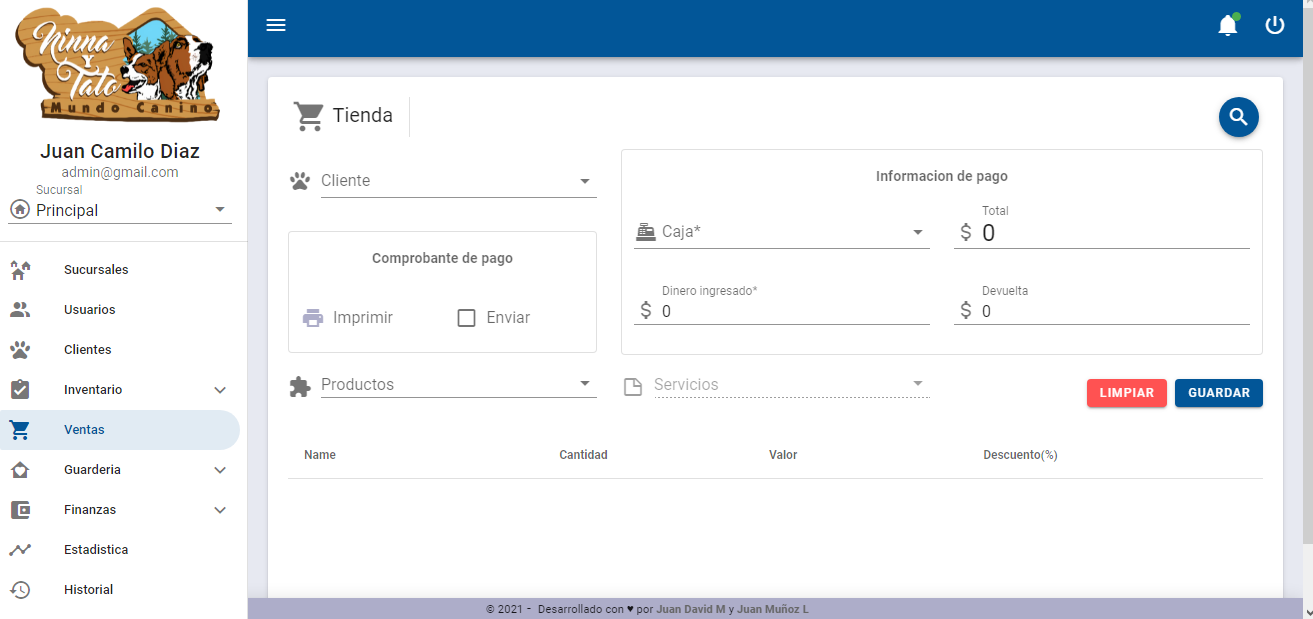 Ninna
Y
Tato
Mundo Canino
Juan Camilo Diaz
admin@gmail.com
Sucursal
Principal
Sucursales
Usuarios
Clientes
Inventario
Ventas
Guarderia
Finanzas
Estadistica
Historial
Tienda
Cliente
Comprobante de pago
Imprimir
Enviar
Informacion de pago
Caja*
Total
$ 0
Dinero ingresado*
$ 0
Devuelta
$ 0
Productos
Servicios
LIMPIAR
GUARDAR
Name Cantidad Valor Descuento(%)
© 2021 - Desarrollado con ♥ por Juan David M y Juan Muñoz L